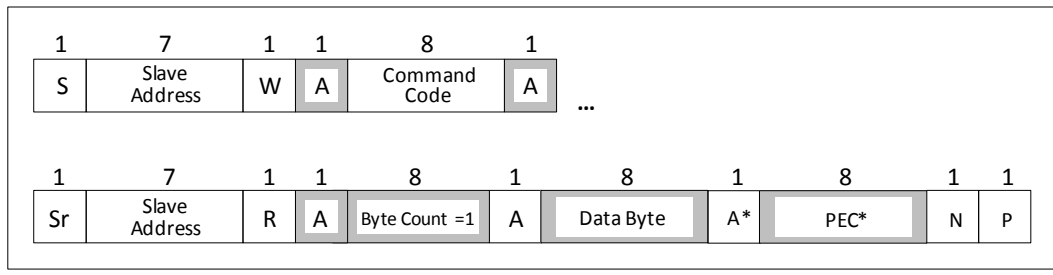 1 7 1 1 8 1
S Slave Address W A Command Code A ...
1 7 1 1 8 1 8 1 8 1 1
Sr Slave Address R A Byte Count =1 A Data Byte A* PEC* N P